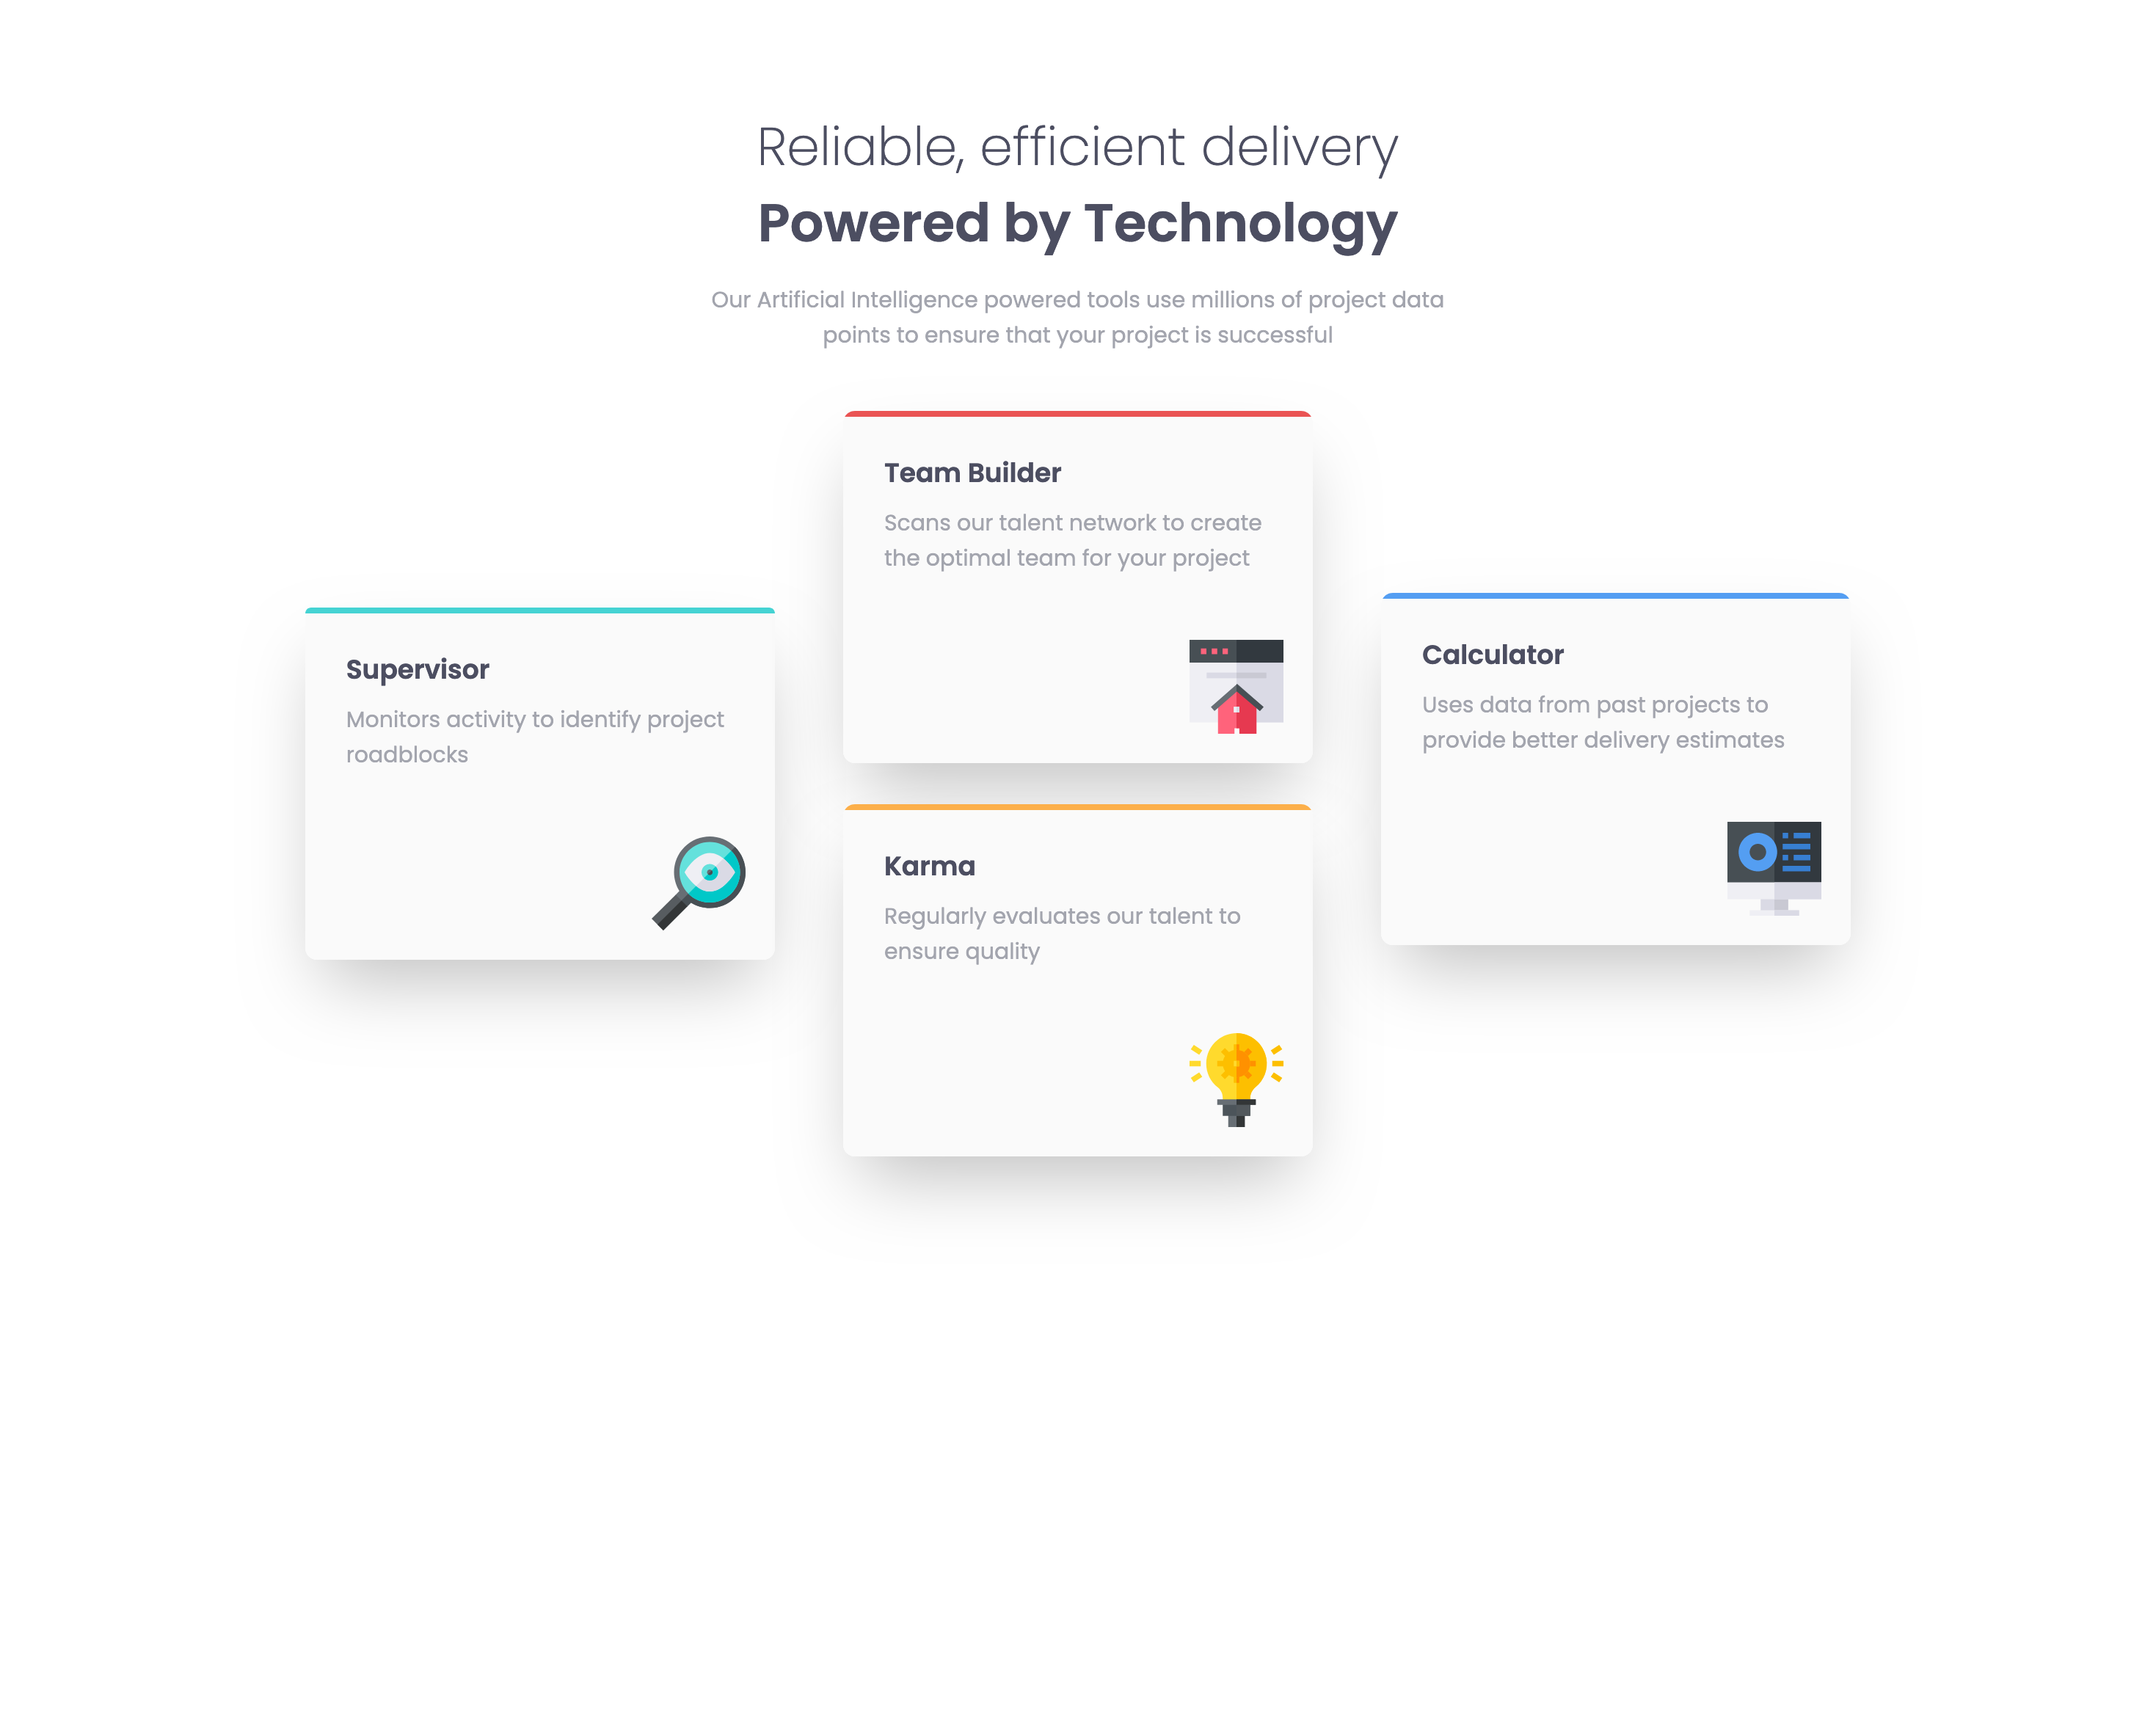 Reliable, efficient delivery
Powered by Technology
Our Artificial Intelligence powered tools use millions of project data
points to ensure that your project is successful
Supervisor
Monitors activity to identify project
roadblocks
Team Builder
Scans our talent network to create
the optimal team for your project
Karma
Regularly evaluates our talent to
ensure quality
Calculator
Uses data from past projects to
provide better delivery estimates